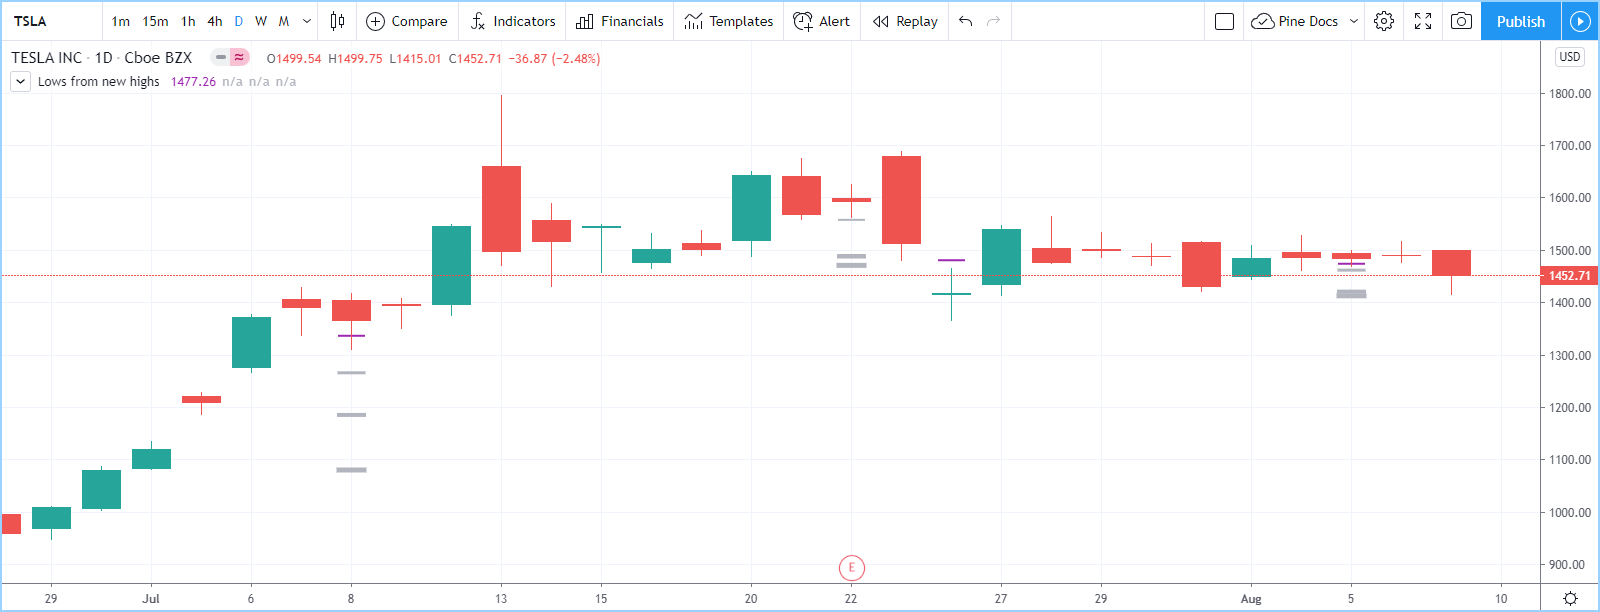 TSLA 1m 15m 1h 4h D W M Compare Indicators Financials Templates Alert Replay Pine Docs Publish
TESLA INC · 1D · Cboe BZX O1499.54 H1499.75 L1415.01 C1452.71 −36.87 (−2.48%) USD
Lows from new highs 1477.26 n/a n/a n/a
1800.00
1700.00
1600.00
1500.00
1452.71
1400.00
1300.00
1200.00
1100.00
1000.00
900.00
E
29 Jul 6 8 13 15 20 22 27 29 Aug 5 10